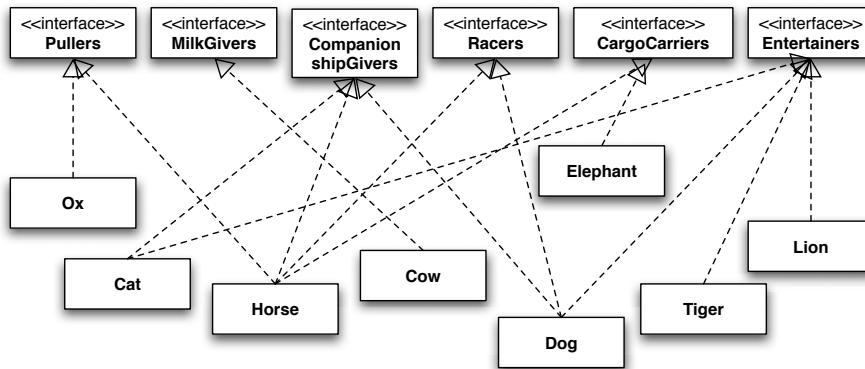 <<interface>>
Pullers
<<interface>>
MilkGivers
<<interface>>
Companion
shipGivers
<<interface>>
Racers
<<interface>>
CargoCarriers
<<interface>>
Entertainers
Ox
Elephant
Lion
Cat
Cow
Horse
Tiger
Dog